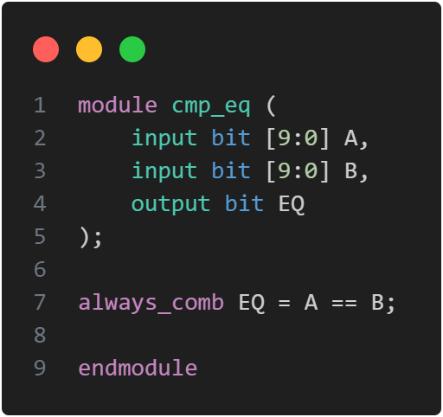 1 module cmp_eq (
2     input bit [9:0] A,
3     input bit [9:0] B,
4     output bit EQ
5 );
6
7 always_comb EQ = A == B;
8
9 endmodule